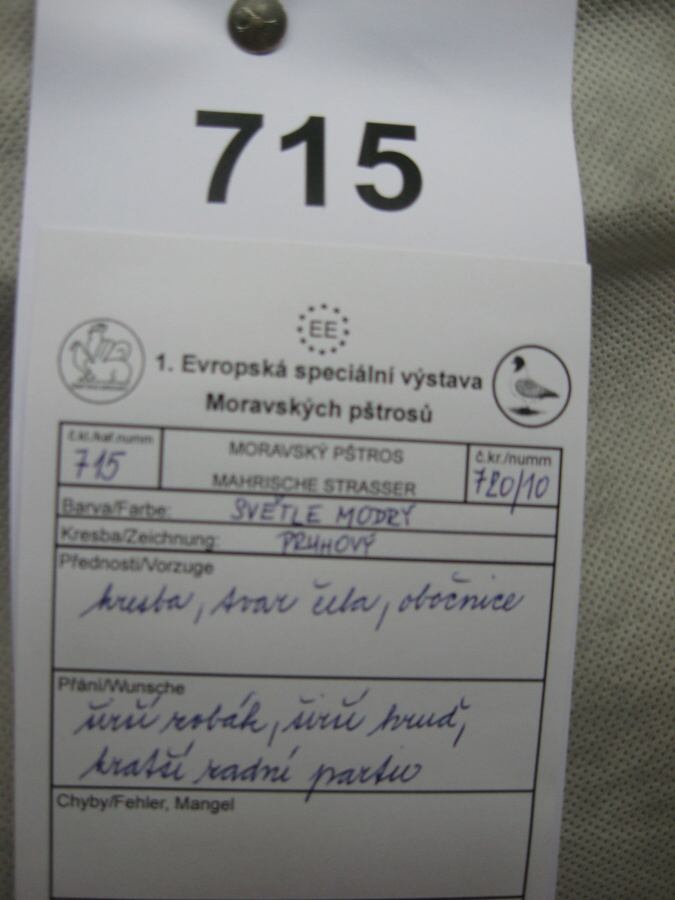 715
EE
1. Evropská speciální výstava
Moravských pštrosů
č.kl./kat.numm
715
MORAVSKÝ PŠTROS
MAHRISCHE STRASSER
č.kr./numm
720/10
Barva/Farbe: SVĚTLE MODRÝ
Kresba/Zeichnung: PRUHOVÝ
Přednosti/Vorzuge
kresba, tvar čela, obočnice
Přání/Wunsche
širší zobák, širší hruď,
kratší zadní partie
Chyby/Fehler, Mangel